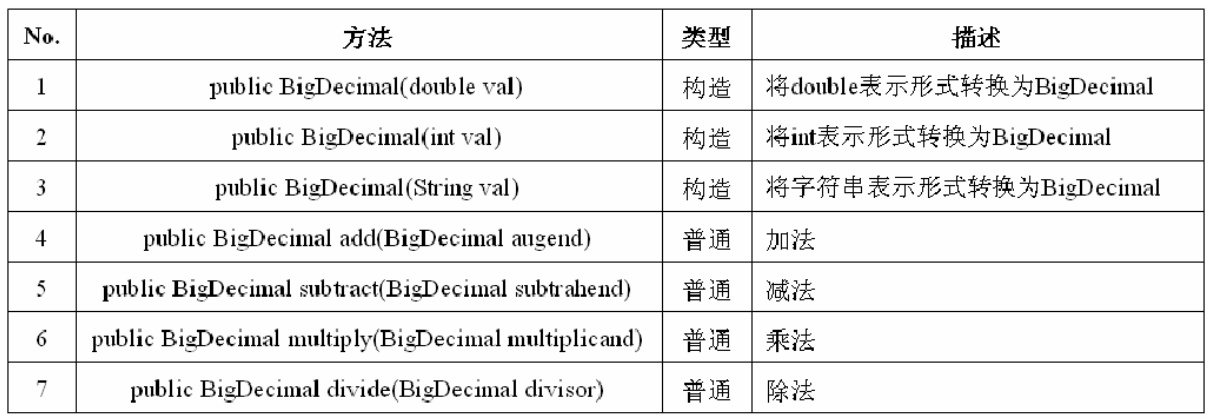 No. 方法 类型 描述
1 public BigDecimal(double val) 构造 将double表示形式转换为BigDecimal
2 public BigDecimal(int val) 构造 将int表示形式转换为BigDecimal
3 public BigDecimal(String val) 构造 将字符串表示形式转换为BigDecimal
4 public BigDecimal add(BigDecimal augend) 普通 加法
5 public BigDecimal subtract(BigDecimal subtrahend) 普通 减法
6 public BigDecimal multiply(BigDecimal multiplicand) 普通 乘法
7 public BigDecimal divide(BigDecimal divisor) 普通 除法